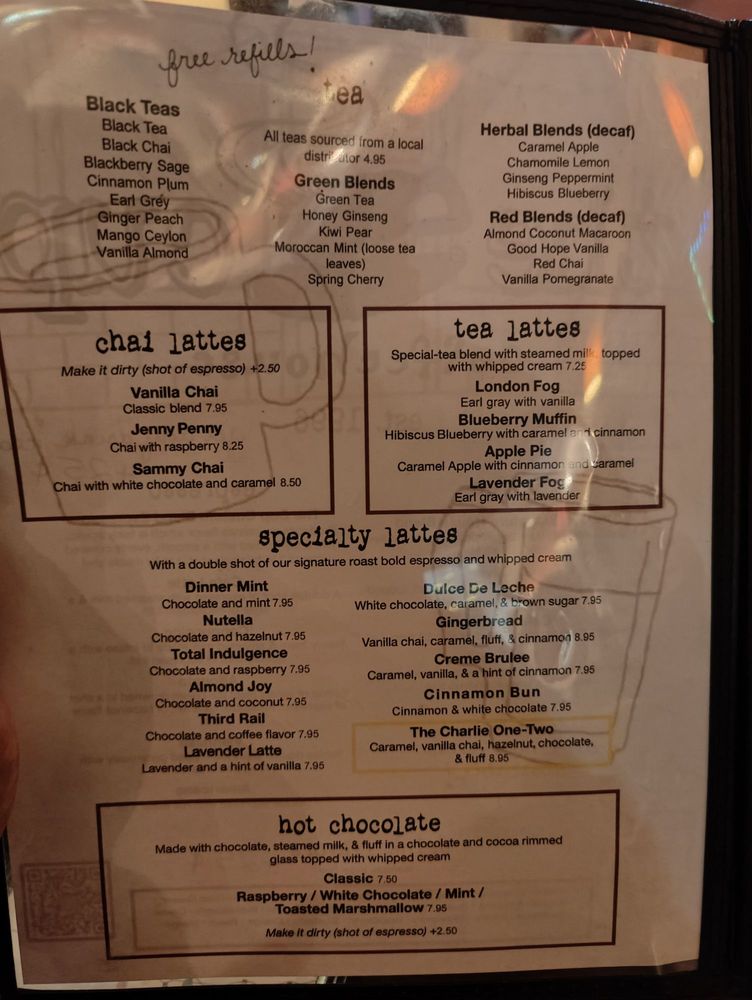 free refills!
tea
Black Teas
Black Tea
Black Chai
Blackberry Sage
Cinnamon Plum
Earl Grey
Ginger Peach
Mango Ceylon
Vanilla Almond
All teas sourced from a local
distributor 4.95
Green Blends
Green Tea
Honey Ginseng
Kiwi Pear
Moroccan Mint (loose tea
leaves)
Spring Cherry
Herbal Blends (decaf)
Caramel Apple
Chamomile Lemon
Ginseng Peppermint
Hibiscus Blueberry
Red Blends (decaf)
Almond Coconut Macaroon
Good Hope Vanilla
Red Chai
Vanilla Pomegranate
chai lattes
Make it dirty (shot of espresso) +2.50
Vanilla Chai
Classic blend 7.95
Jenny Penny
Chai with raspberry 8.25
Sammy Chai
Chai with white chocolate and caramel 8.50
tea lattes
Special-tea blend with steamed milk, topped
with whipped cream 7.25
London Fog
Earl gray with vanilla
Blueberry Muffin
Hibiscus Blueberry with caramel and cinnamon
Apple Pie
Caramel Apple with cinnamon and caramel
Lavender Fog
Earl gray with lavender
specialty lattes
With a double shot of our signature roast bold espresso and whipped cream
Dinner Mint
Chocolate and mint 7.95
Nutella
Chocolate and hazelnut 7.95
Total Indulgence
Chocolate and raspberry 7.95
Almond Joy
Chocolate and coconut 7.95
Third Rail
Chocolate and coffee flavor 7.95
Lavender Latte
Lavender and a hint of vanilla 7.95
Dulce De Leche
White chocolate, caramel, & brown sugar 7.95
Gingerbread
Vanilla chai, caramel, fluff, & cinnamon 8.95
Creme Brulee
Caramel, vanilla, & a hint of cinnamon 7.95
Cinnamon Bun
Cinnamon & white chocolate 7.95
The Charlie One-Two
Caramel, vanilla chai, hazelnut, chocolate,
& fluff 8.95
hot chocolate
Made with chocolate, steamed milk, & fluff in a chocolate and cocoa rimmed
glass topped with whipped cream
Classic 7.50
Raspberry / White Chocolate / Mint /
Toasted Marshmallow 7.95
Make it dirty (shot of espresso) +2.50